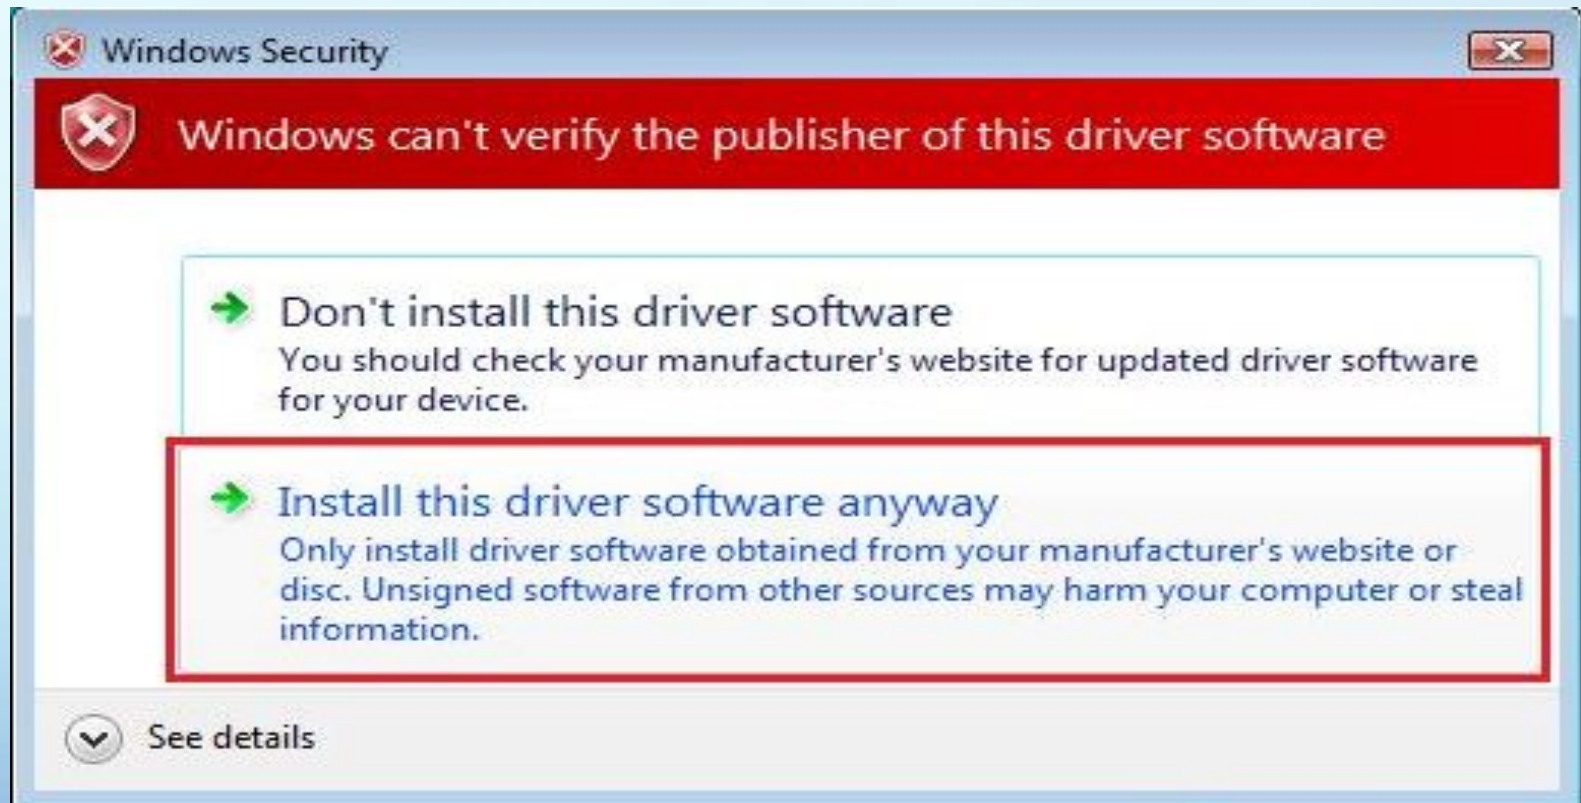 Windows Security
Windows can't verify the publisher of this driver software
Don't install this driver software
You should check your manufacturer's website for updated driver software
for your device.
Install this driver software anyway
Only install driver software obtained from your manufacturer's website or
disc. Unsigned software from other sources may harm your computer or steal
information.
See details